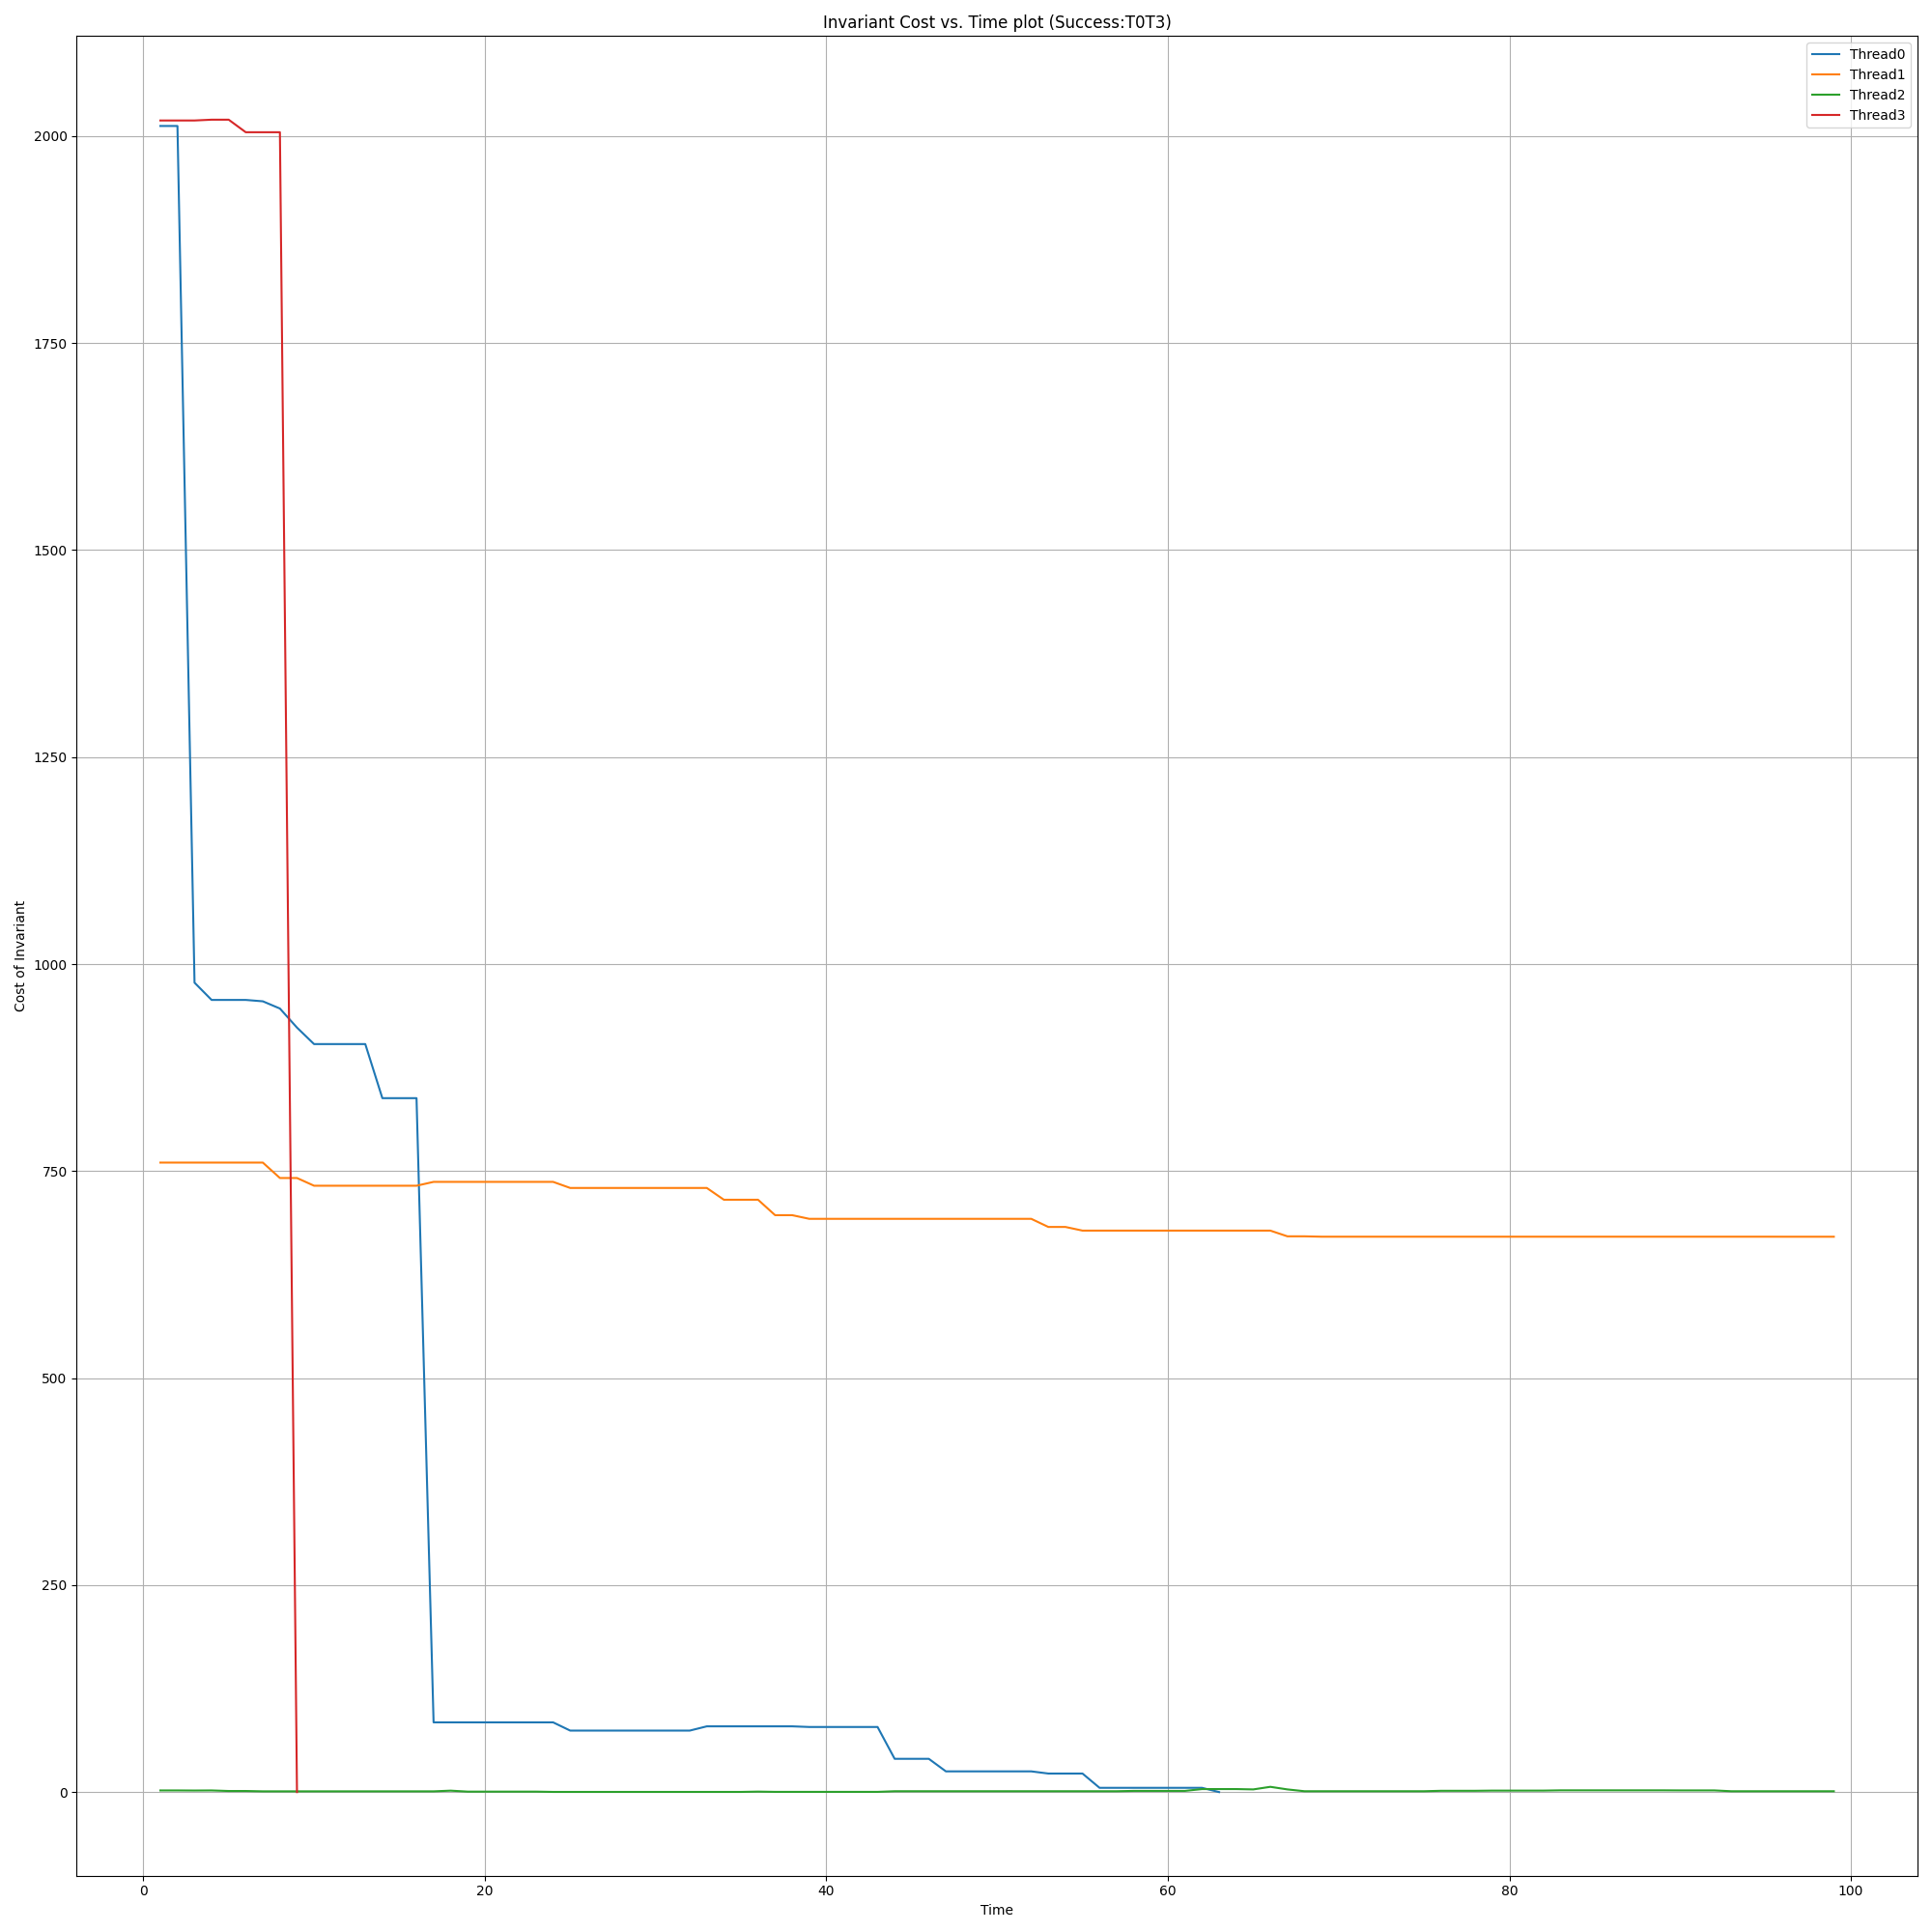 Invariant Cost vs. Time plot (Success:T0T3)
Thread0
Thread1
Thread2
Thread3
2000
1750
1500
1250
1000
750
500
250
0
Cost of Invariant
0 20 40 60 80 100
Time